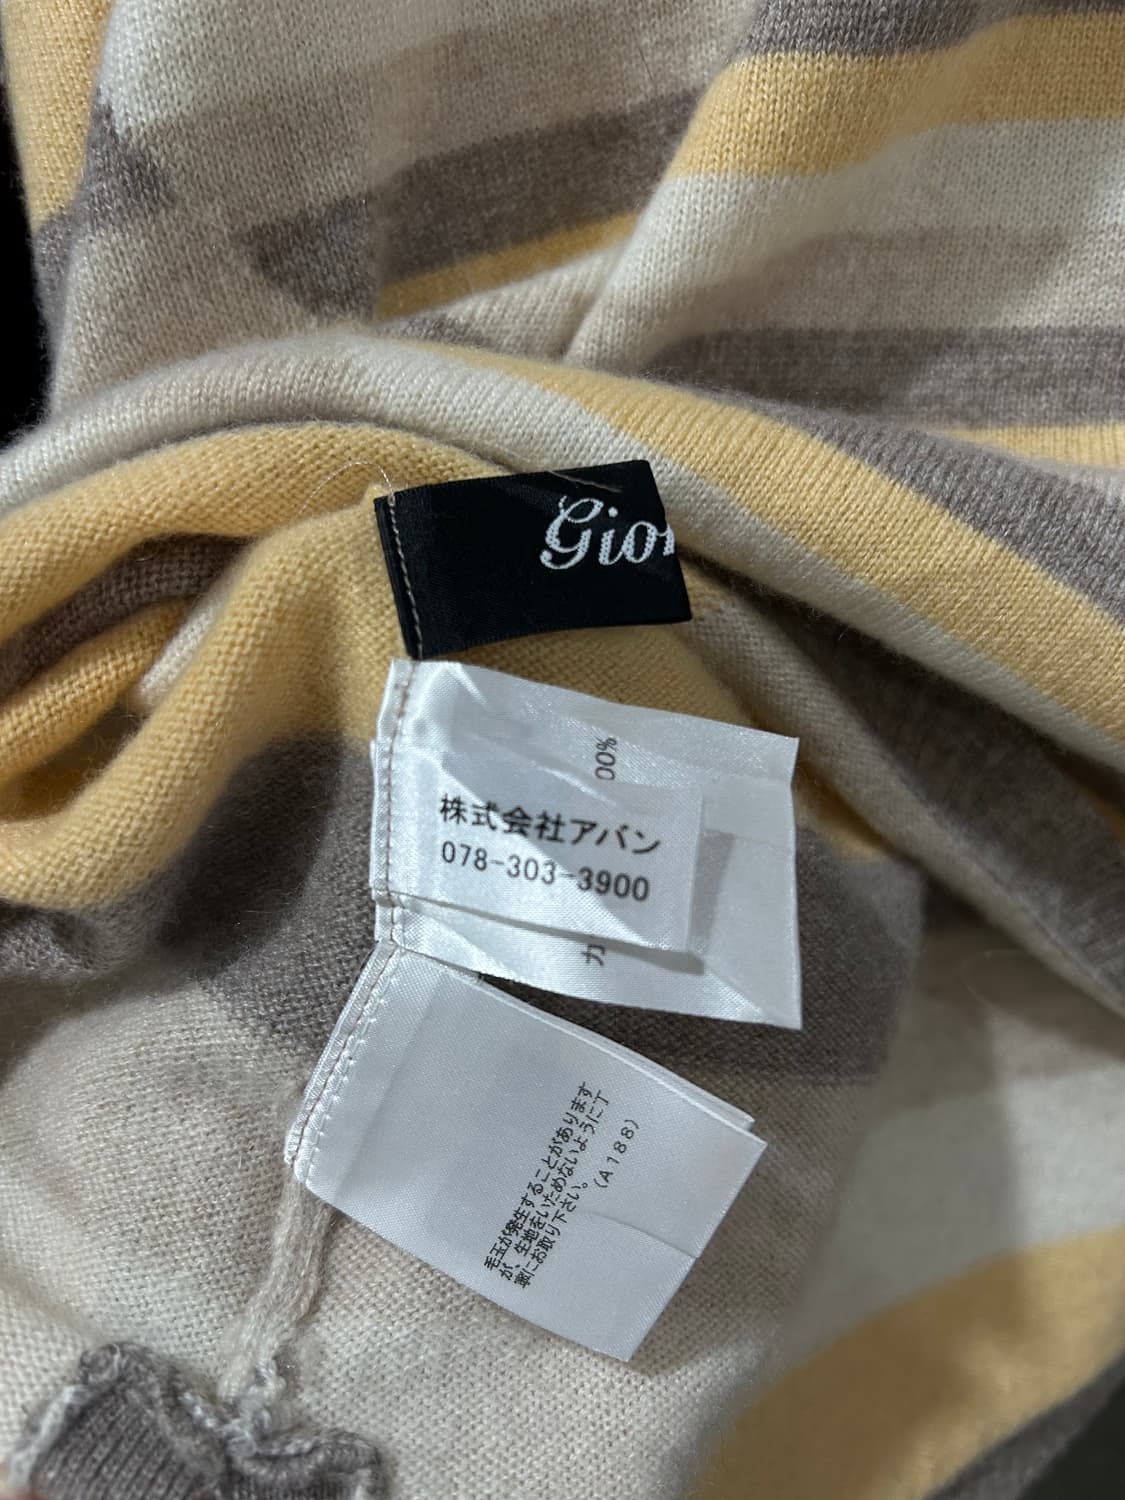 Gior
00%
株式会社アバン
078-303-3900
カ
毛玉が発生することがあります
が、生地をいためないように丁
寧にお取り下さい。
(A188)